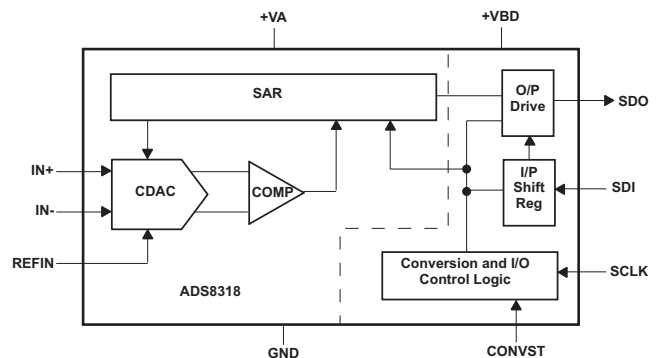 +VA
+VBD
SAR
O/P
Drive
SDO
IN+
IN-
CDAC
COMP
I/P
Shift
Reg
SDI
REFIN
Conversion and I/O
Control Logic
SCLK
ADS8318
GND
CONVST